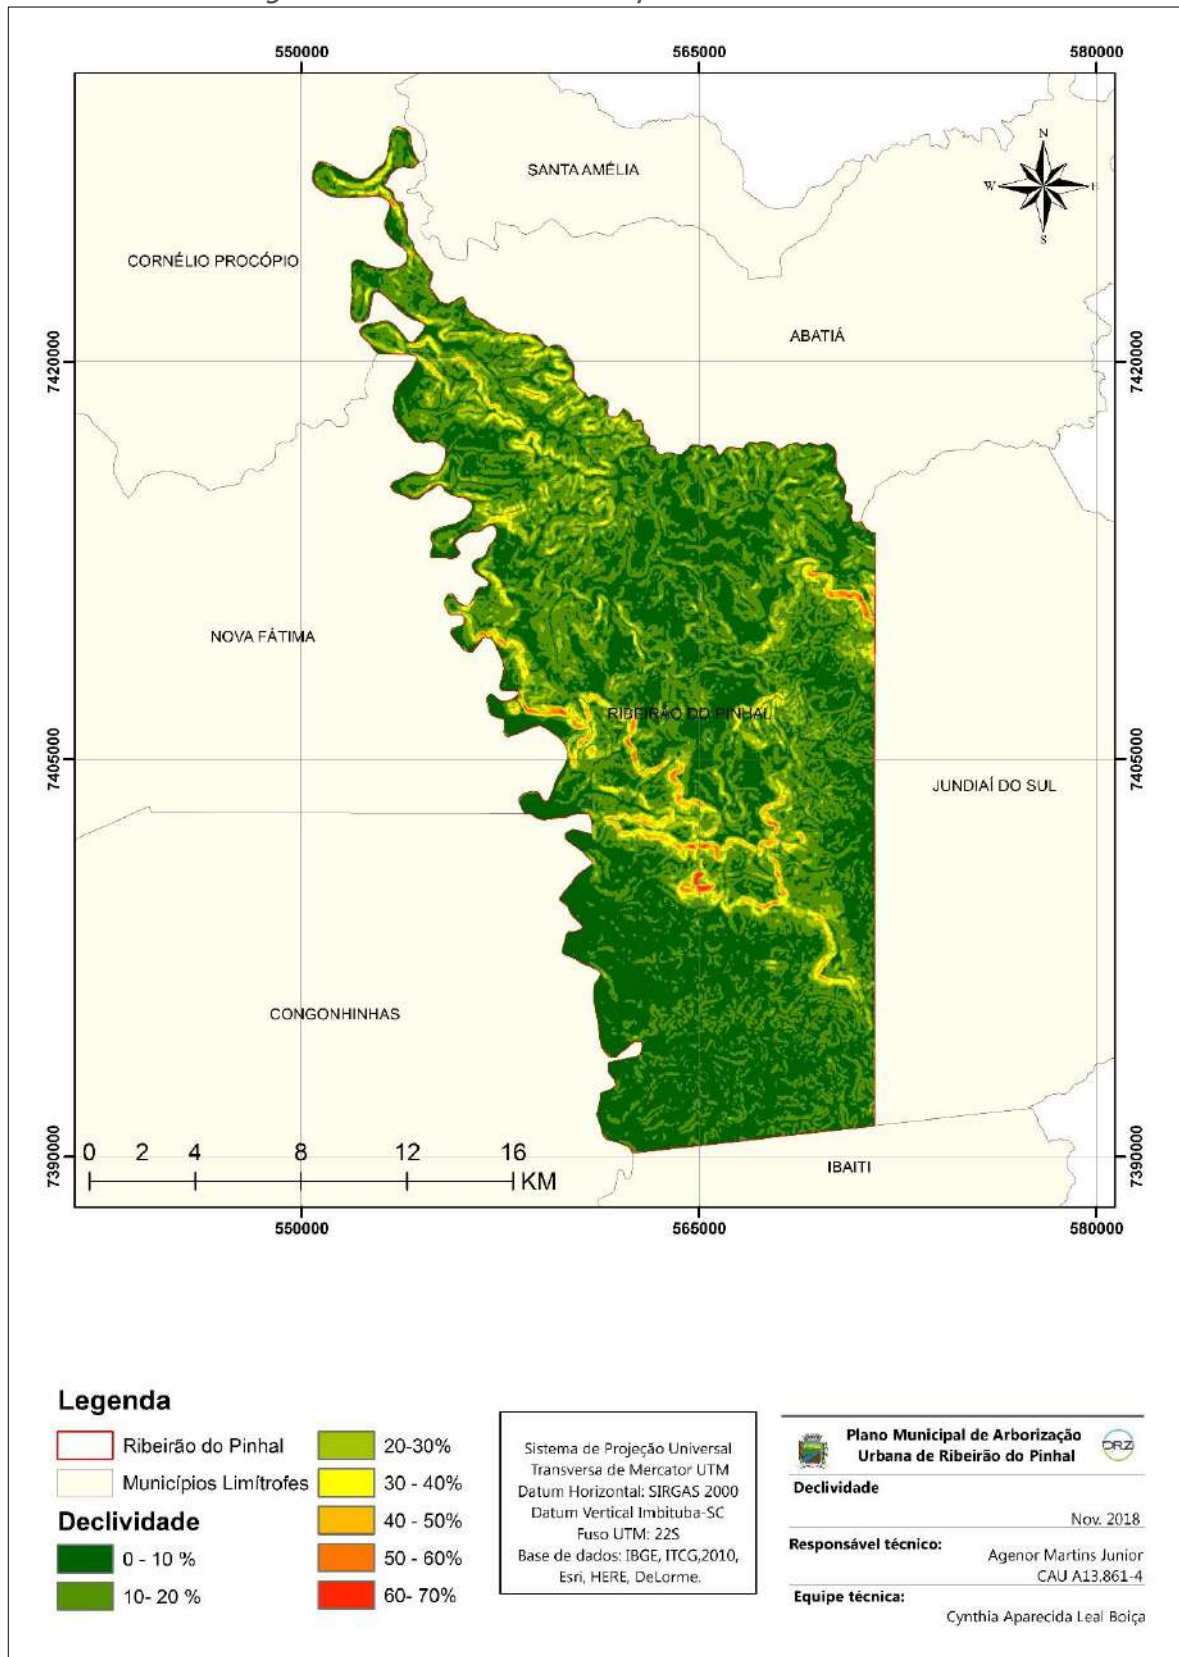 550000
565000
580000
N
W
E
S
SANTA AMÉLIA
CORNÉLIO PROCÓPIO
ABATIÁ
7420000
7420000
NOVA FÁTIMA
RIBEIRÃO DO PINHAL
7405000
7405000
JUNDIAÍ DO SUL
CONGONHINHAS
0 2 4 8 12 16
KM
7390000
7390000
IBAITI
550000
565000
580000
Legenda
Ribeirão do Pinhal
Municípios Limítrofes
Declividade
0 - 10 %
10- 20 %
20-30%
30 - 40%
40 - 50%
50 - 60%
60- 70%
Sistema de Projeção Universal
Transversa de Mercator UTM
Datum Horizontal: SIRGAS 2000
Datum Vertical Imbituba-SC
Fuso UTM: 22S
Base de dados: IBGE, ITCG,2010,
Esri, HERE, DeLorme.
Plano Municipal de Arborização
Urbana de Ribeirão do Pinhal
DRZ
Declividade
Nov. 2018
Responsável técnico:
Agenor Martins Junior
CAU A13.861-4
Equipe técnica:
Cynthia Aparecida Leal Boiça